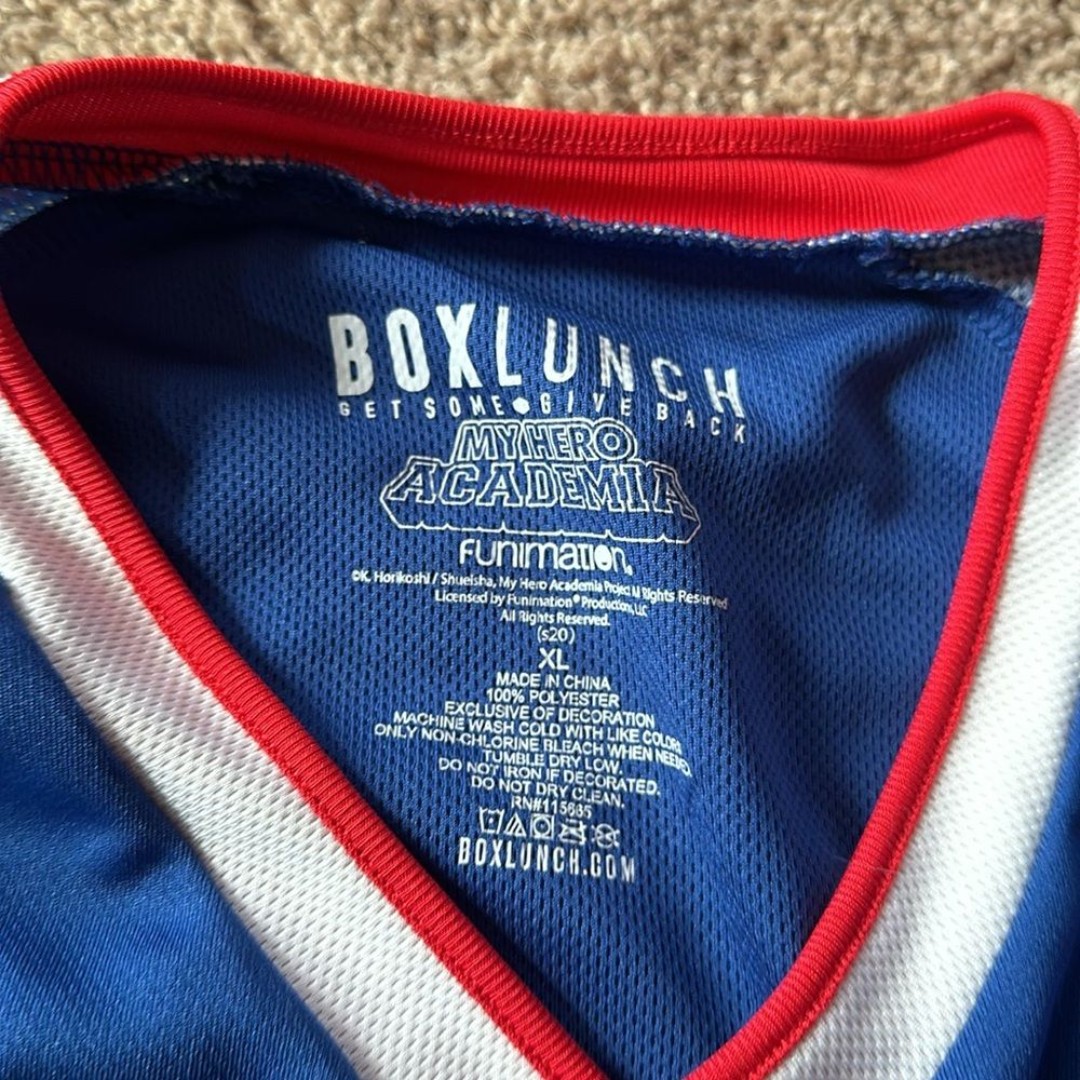 BOXLUNCH
GET SOME●GIVE BACK
MY HERO
ACADEMIA
FUNIMATION
©K. Horikoshi / Shueisha, My Hero Academia Project All Rights Reserved
Licensed by Funimation® Productions, LLC
All Rights Reserved.
(s20)
XL
MADE IN CHINA
100% POLYESTER
EXCLUSIVE OF DECORATION
MACHINE WASH COLD WITH LIKE COLORS
ONLY NON-CHLORINE BLEACH WHEN NEEDED
TUMBLE DRY LOW.
DO NOT IRON IF DECORATED.
DO NOT DRY CLEAN.
RN#115685
BOXLUNCH.COM